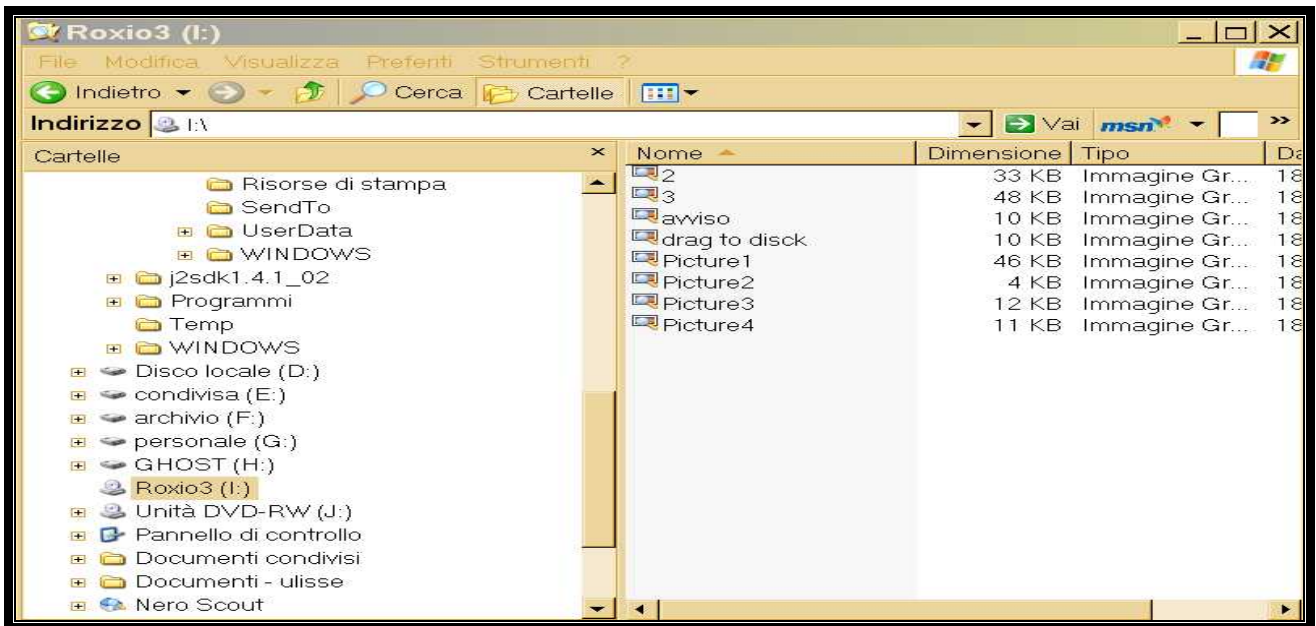 Roxio3 (I:)
File Modifica Visualizza Preferiti Strumenti ?
Indietro Cerca Cartelle
Indirizzo I:\ Vai msn »
Cartelle ×
Risorse di stampa
SendTo
UserData
WINDOWS
j2sdk1.4.1_02
Programmi
Temp
WINDOWS
Disco locale (D:)
condivisa (E:)
archivio (F:)
personale (G:)
GHOST (H:)
Roxio3 (I:)
Unità DVD-RW (J:)
Pannello di controllo
Documenti condivisi
Documenti - ulisse
Nero Scout
Nome Dimensione Tipo Da
2 33 KB Immagine Gr... 18
3 48 KB Immagine Gr... 18
avviso 10 KB Immagine Gr... 18
drag to disck 10 KB Immagine Gr... 18
Picture1 46 KB Immagine Gr... 18
Picture2 4 KB Immagine Gr... 18
Picture3 12 KB Immagine Gr... 18
Picture4 11 KB Immagine Gr... 18